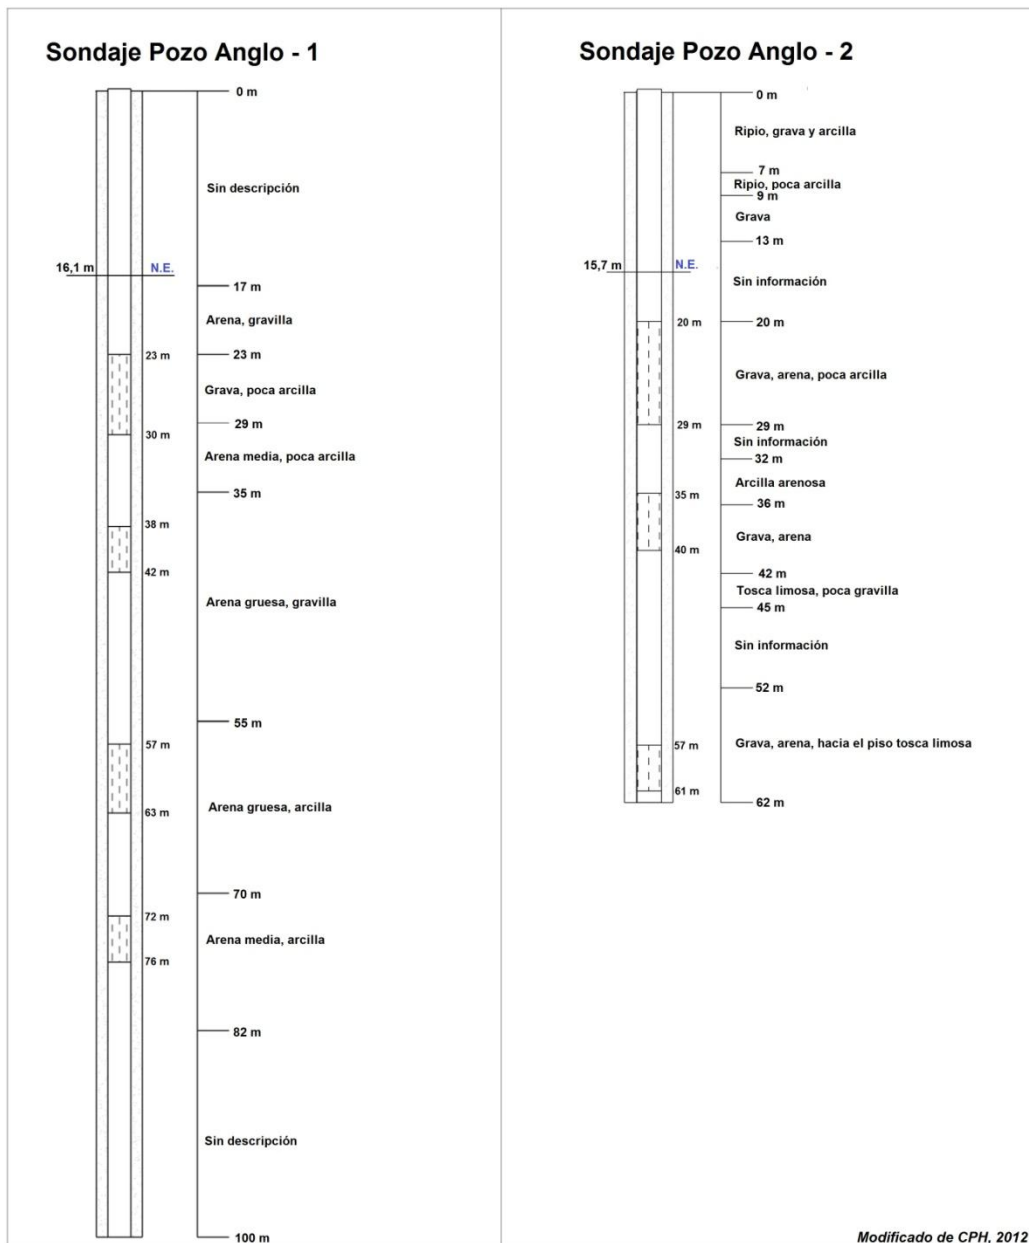 Sondaje Pozo Anglo - 1
0 m
Sin descripción
16,1 m
N.E.
17 m
Arena, gravilla
23 m
23 m
Grava, poca arcilla
29 m
30 m
Arena media, poca arcilla
35 m
38 m
42 m
Arena gruesa, gravilla
55 m
57 m
Arena gruesa, arcilla
63 m
70 m
72 m
Arena media, arcilla
76 m
82 m
Sin descripción
100 m
Sondaje Pozo Anglo - 2
0 m
Ripio, grava y arcilla
7 m
Ripio, poca arcilla
9 m
Grava
13 m
15,7 m
N.E.
Sin información
20 m
20 m
Grava, arena, poca arcilla
29 m
29 m
Sin información
32 m
Arcilla arenosa
35 m
36 m
Grava, arena
40 m
42 m
Tosca limosa, poca gravilla
45 m
Sin información
52 m
57 m
Grava, arena, hacia el piso tosca limosa
61 m
62 m
Modificado de CPH, 2012